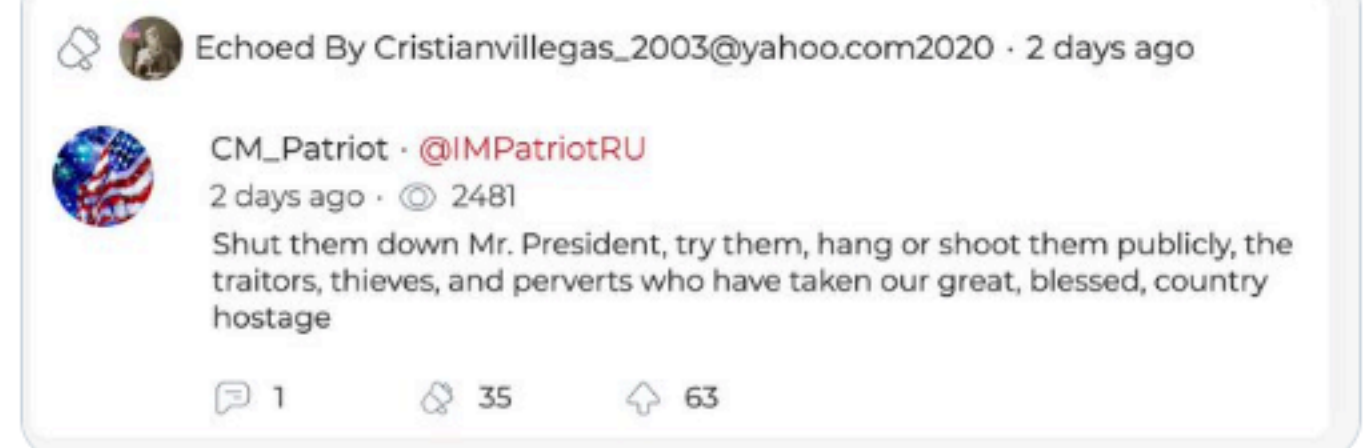 Echoed By Cristianvillegas_2003@yahoo.com2020 · 2 days ago
CM_Patriot · @IMPatriotRU
2 days ago · 2481
Shut them down Mr. President, try them, hang or shoot them publicly, the
traitors, thieves, and perverts who have taken our great, blessed, country
hostage
1 35 63